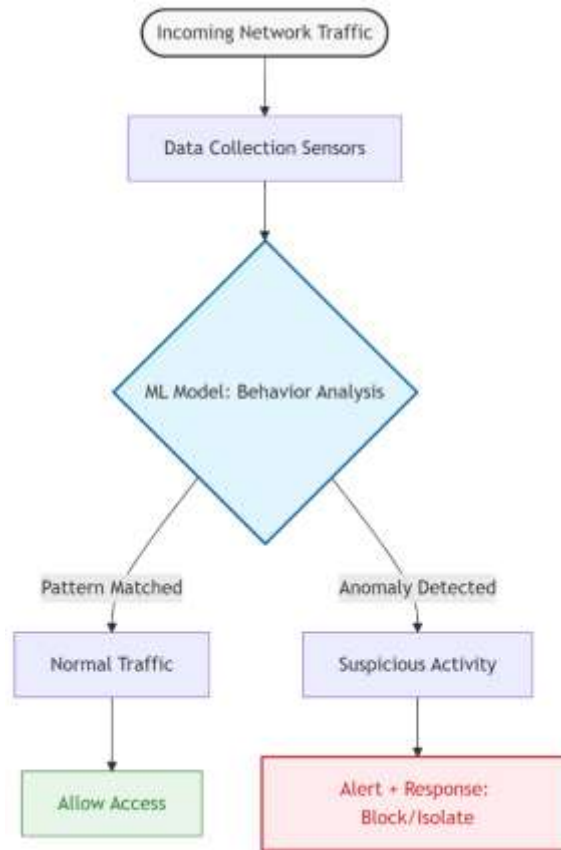 Incoming Network Traffic
Data Collection Sensors
ML Model: Behavior Analysis
Pattern Matched
Anomaly Detected
Normal Traffic
Suspicious Activity
Allow Access
Alert + Response:
Block/Isolate